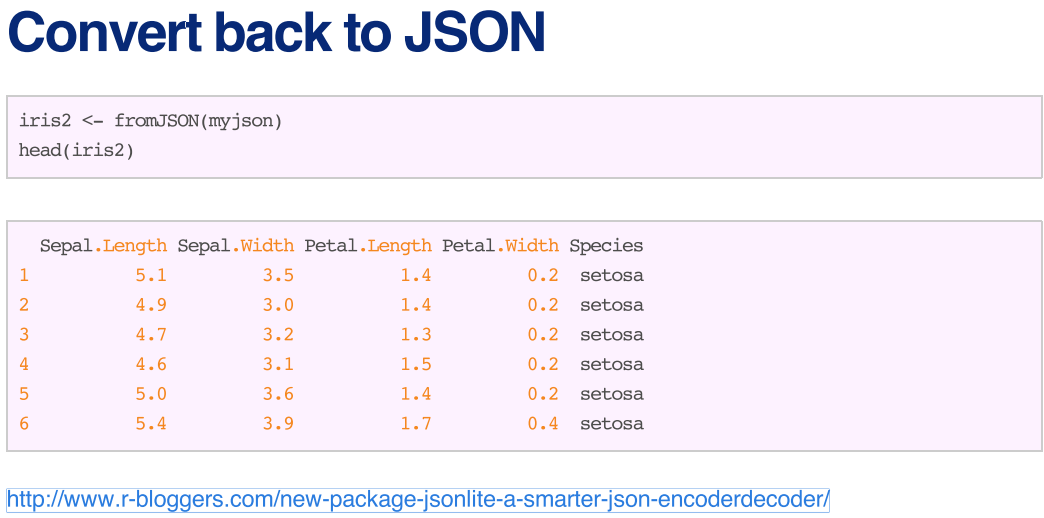 Convert back to JSON
iris2 <- fromJSON(myjson)
head(iris2)
Sepal.Length Sepal.Width Petal.Length Petal.Width Species
1 5.1 3.5 1.4 0.2 setosa
2 4.9 3.0 1.4 0.2 setosa
3 4.7 3.2 1.3 0.2 setosa
4 4.6 3.1 1.5 0.2 setosa
5 5.0 3.6 1.4 0.2 setosa
6 5.4 3.9 1.7 0.4 setosa
http://www.r-bloggers.com/new-package-jsonlite-a-smarter-json-encoderdecoder/